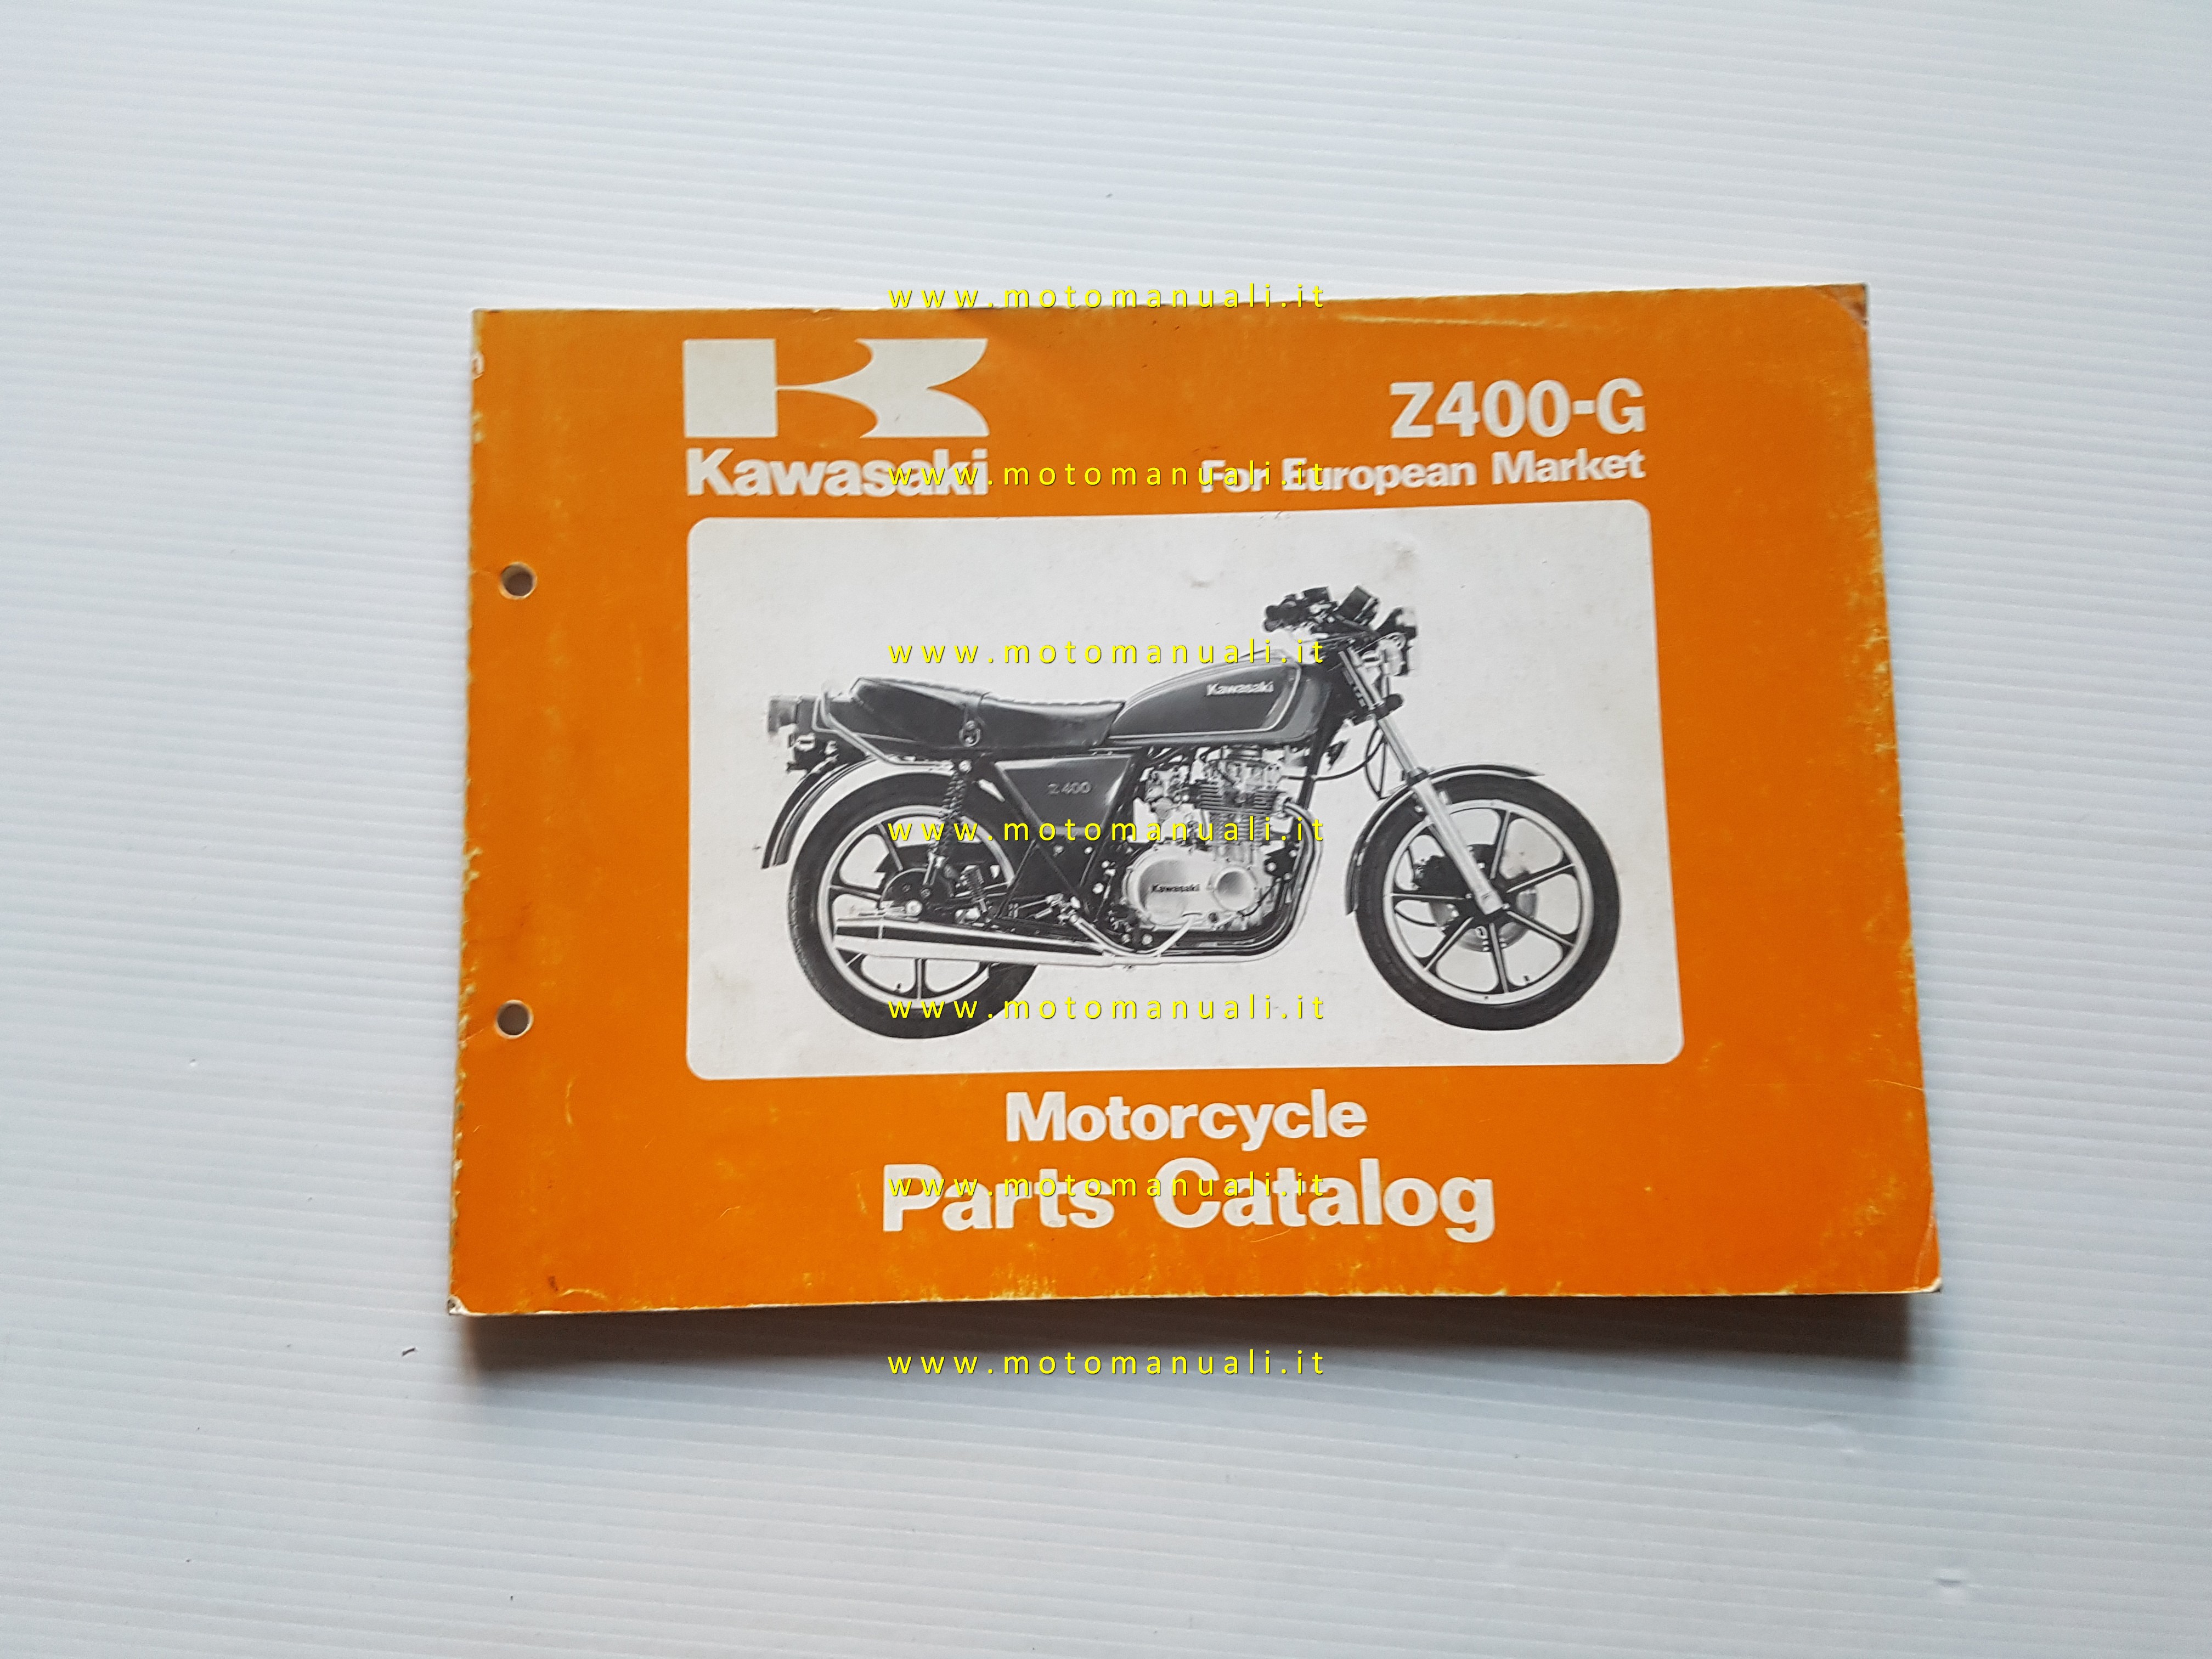 www.motomanuali.it
Kawasaki
Z400-G
For European Market
www.motomanuali.it
www.motomanuali.it
Kawasaki
Z400
www.motomanuali.it
Kawasaki
www.motomanuali.it
Motorcycle
Parts Catalog
www.motomanuali.it
www.motomanuali.it